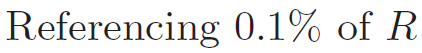 Referencing 0.1% of R